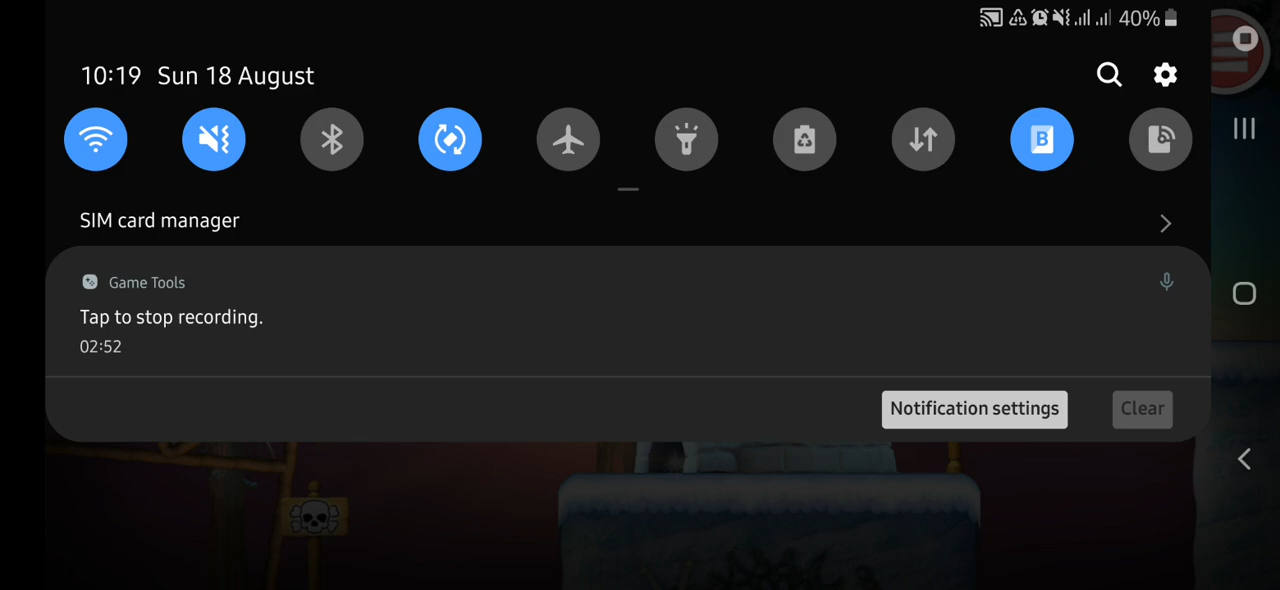 40%
10:19 Sun 18 August
B
SIM card manager
Game Tools
Tap to stop recording.
02:52
Notification settings
Clear